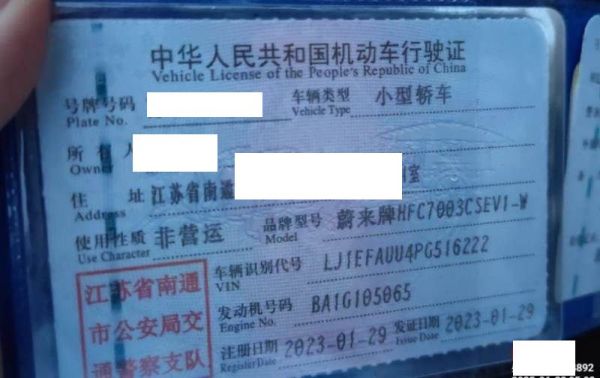 中华人民共和国机动车行驶证
Vehicle License of the People's Republic of China
号牌号码 车辆类型 小型轿车
Plate No. Vehicle Type
所有人
Owner
住址 江苏省南通 室
Address
使用性质 非营运 品牌型号 蔚来牌HFC7003CSEV1-W
Use Character Model
江苏省南通
市公安局交
通警察支队
车辆识别代号 LJ1EFAUU4PG516222
VIN
发动机号码 BA1G105065
Engine No.
注册日期 2023-01-29 发证日期 2023-01-29
Register Date Issue Date
8892